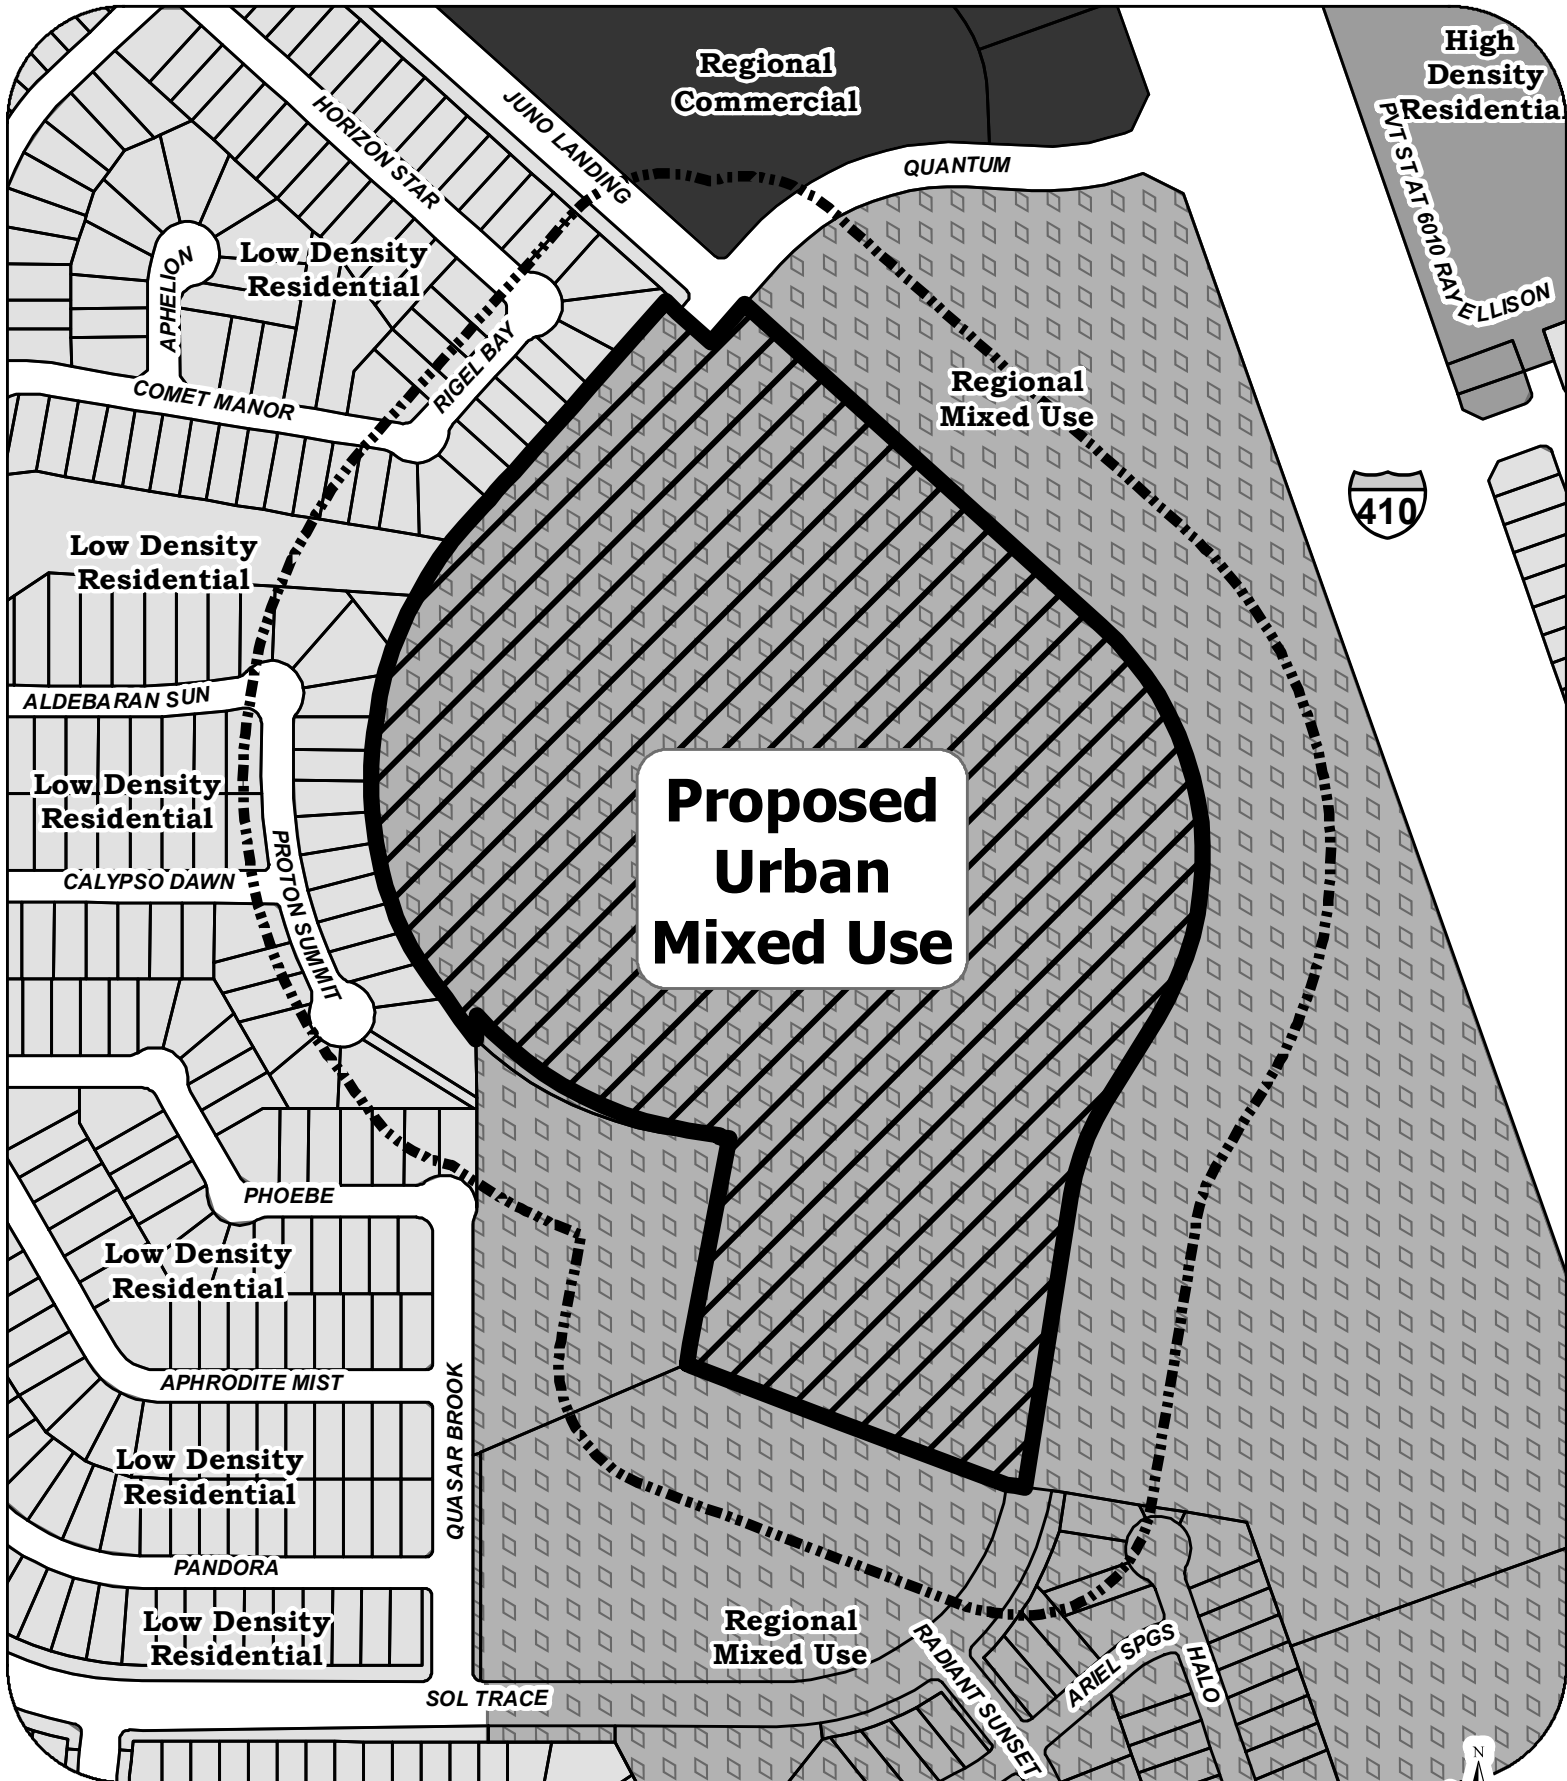 Regional
Commercial
High
Density
Residential
JUNO LANDING
HORIZON STAR
QUANTUM
PVT ST AT 6010 RAY ELLISON
Low Density
Residential
APHELION
RIGEL BAY
COMET MANOR
Regional
Mixed Use
410
Low Density
Residential
ALDEBARAN SUN
Low Density
Residential
Proposed
Urban
Mixed Use
PROTON SUMMIT
CALYPSO DAWN
PHOEBE
Low Density
Residential
APHRODITE MIST
QUASAR BROOK
Low Density
Residential
PANDORA
Low Density
Residential
Regional
Mixed Use
SOL TRACE
RADIANT SUNSET
ARIEL SPGS
HALO
N